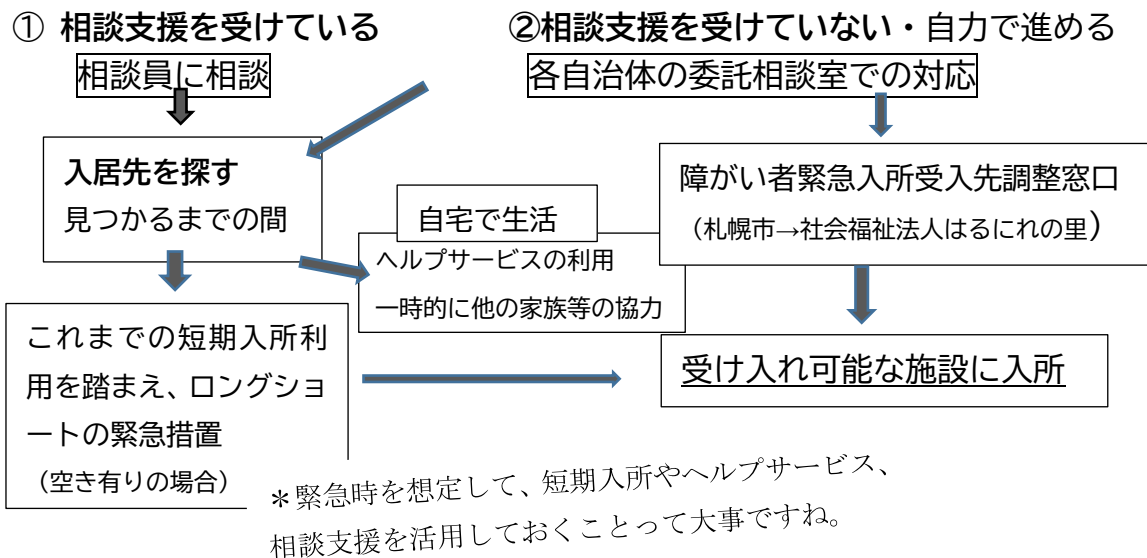 ① 相談支援を受けている
相談員に相談
入居先を探す
見つかるまでの間
自宅で生活
ヘルプサービスの利用
一時的に他の家族等の協力
これまでの短期入所利
用を踏まえ、ロングショ
ートの緊急措置
（空き有りの場合）
②相談支援を受けていない・自力で進める
各自治体の委託相談室での対応
障がい者緊急入所受入先調整窓口
（札幌市→社会福祉法人はるにれの里）
受け入れ可能な施設に入所
＊緊急時を想定して、短期入所やヘルプサービス、
相談支援を活用しておくことって大事ですね。